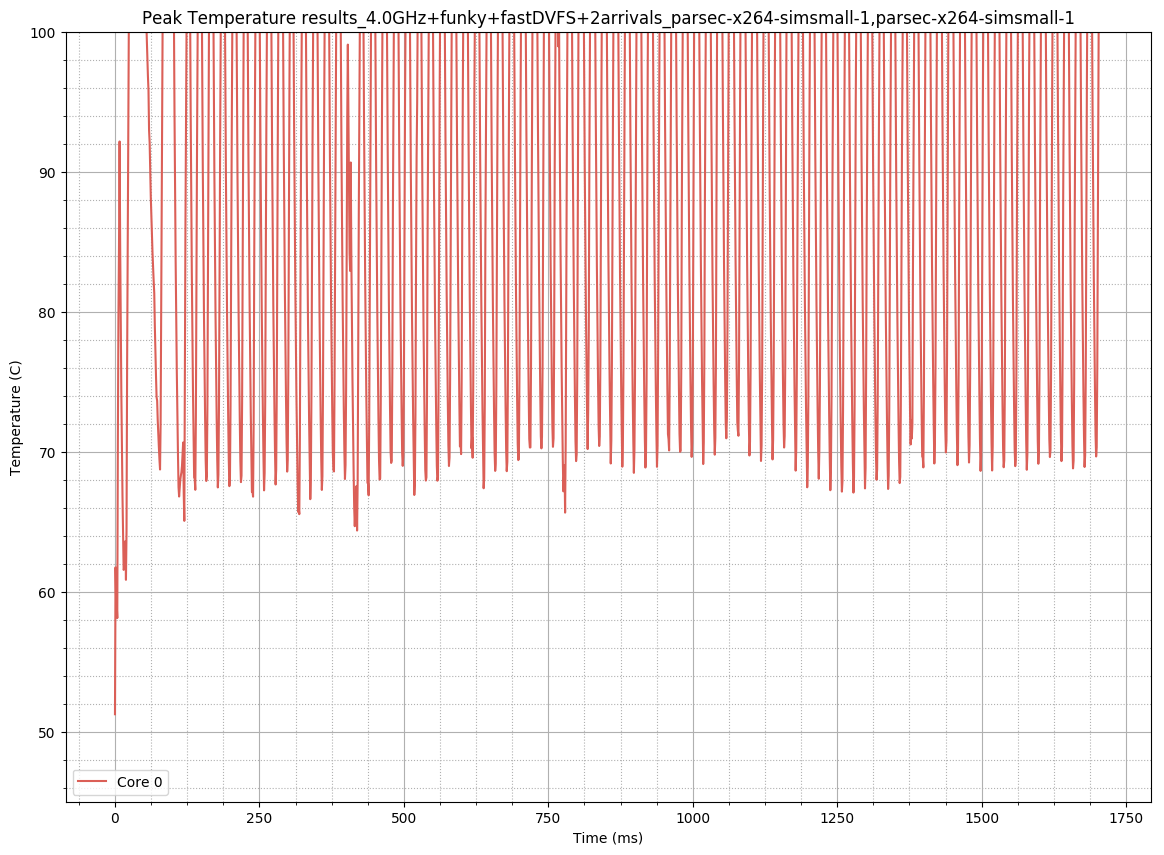 Peak Temperature results_4.0GHz+funky+fastDVFS+2arrivals_parsec-x264-simsmall-1,parsec-x264-simsmall-1
100
90
80
70
60
50
Temperature (C)
Core 0
0 250 500 750 1000 1250 1500 1750
Time (ms)